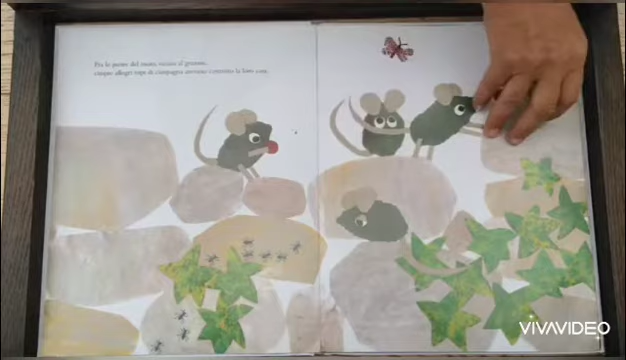 Fra le pietre del muro, vicino al granaio,
cinque allegri topi di campagna avevano costruito la loro casa.
VIVAVIDEO